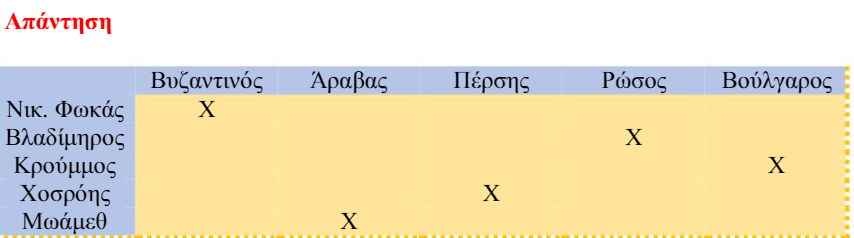 Απάντηση
Βυζαντινός Άραβας Πέρσης Ρώσος Βούλγαρος
Νικ. Φωκάς Χ
Βλαδίμηρος Χ
Κρούμμος Χ
Χοσρόης Χ
Μωάμεθ Χ